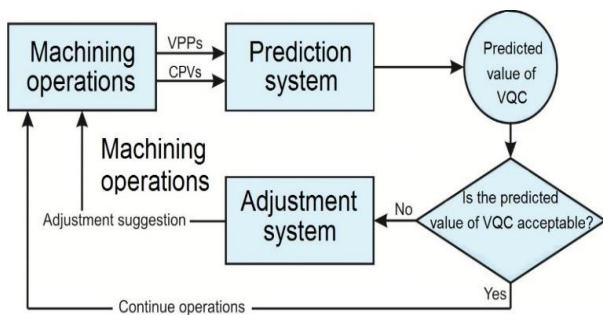 Machining
operations
VPPs
CPVs
Prediction
system
Predicted
value of
VQC
Machining
operations
Adjustment suggestion
Adjustment
system
No
Is the predicted
value of VQC acceptable?
Yes
Continue operations